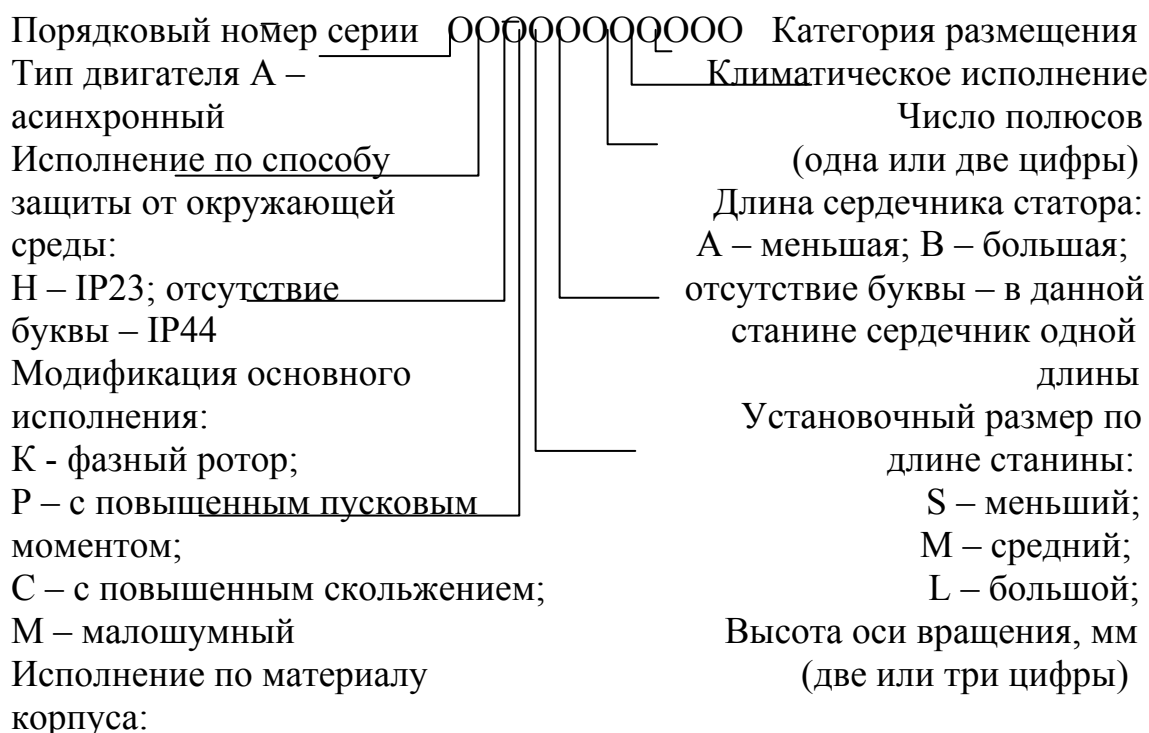 Порядковый номер серии ООООООООООО Категория размещения
Тип двигателя А – Климатическое исполнение
асинхронный Число полюсов
Исполнение по способу (одна или две цифры)
защиты от окружающей Длина сердечника статора:
среды: А – меньшая; В – большая;
Н – IP23; отсутствие отсутствие буквы – в данной
буквы – IP44 станине сердечник одной
Модификация основного длины
исполнения: Установочный размер по
К - фазный ротор; длине станины:
Р – с повышенным пусковым S – меньший;
моментом; М – средний;
С – с повышенным скольжением; L – большой;
М – малошумный Высота оси вращения, мм
Исполнение по материалу (две или три цифры)
корпуса: